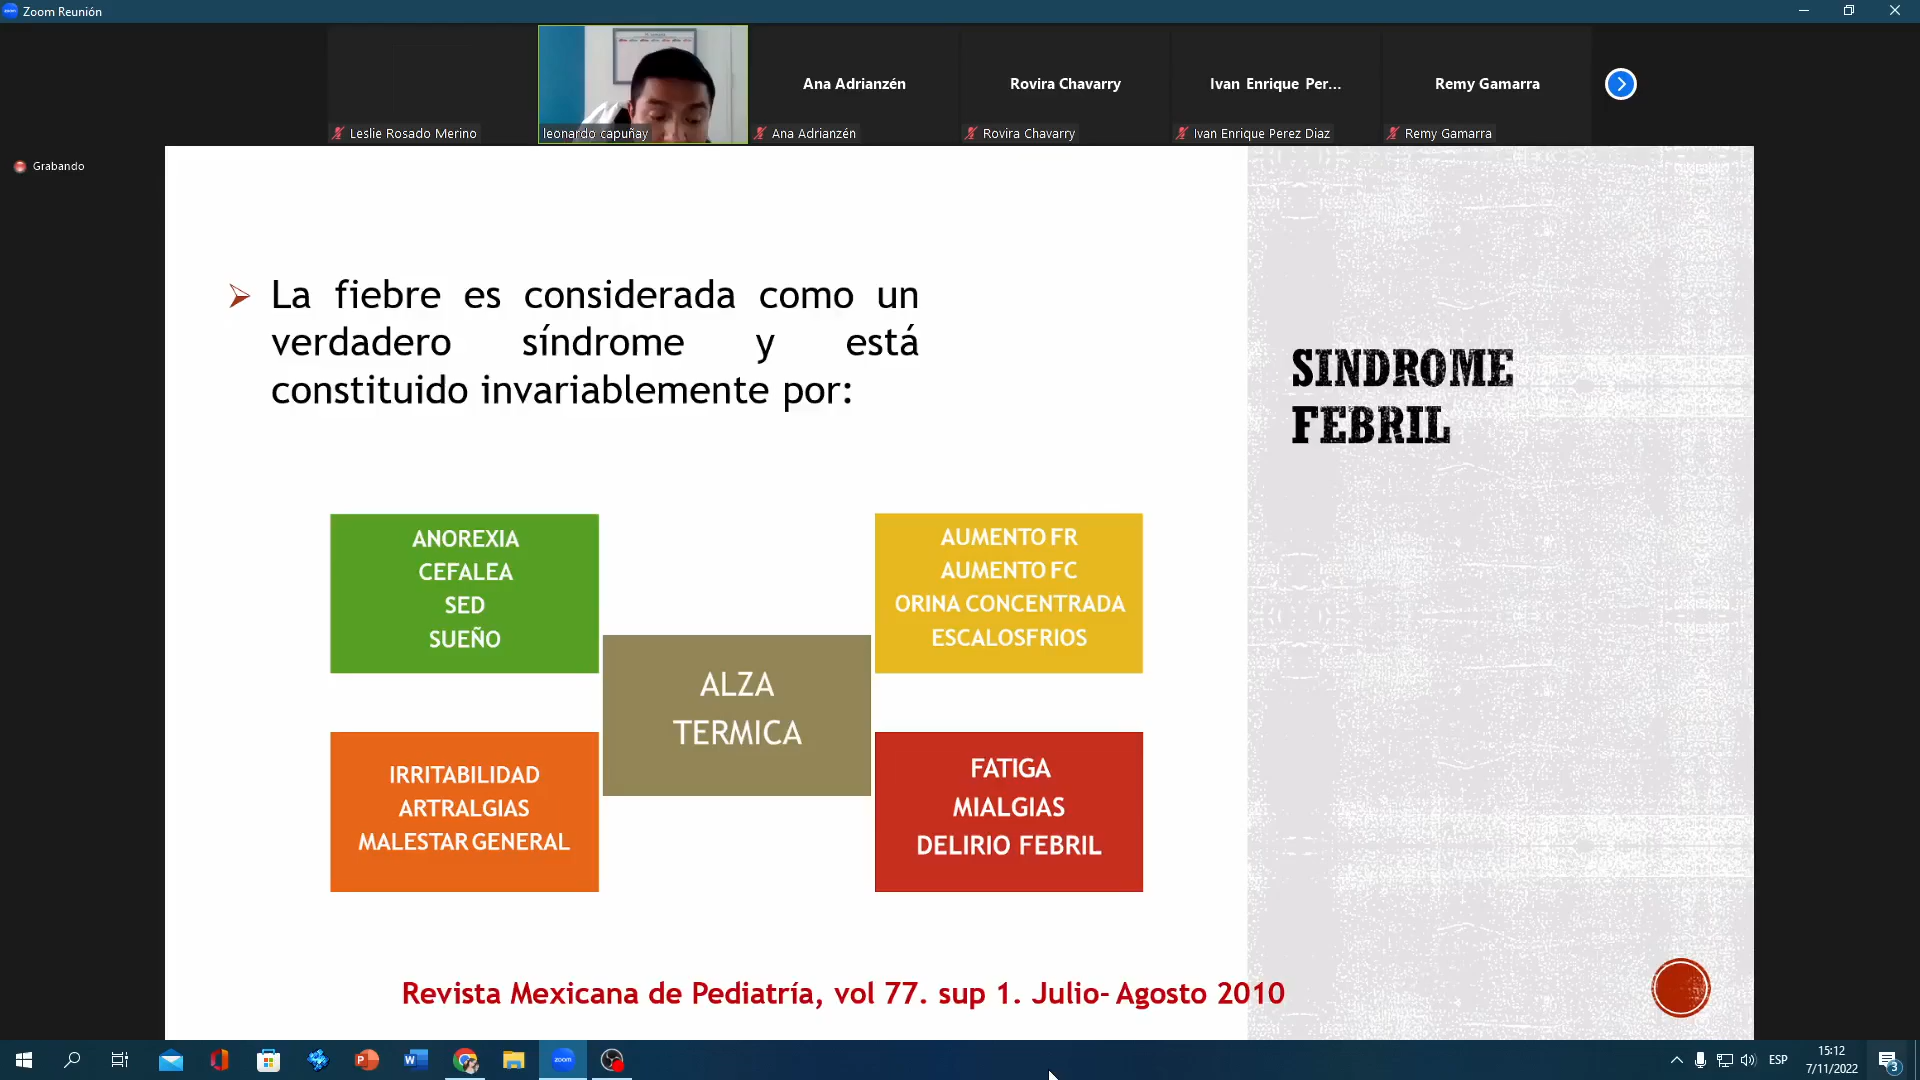 Zoom Reunión
Ana Adrianzén
Rovira Chavarry
Ivan Enrique Per...
Remy Gamarra
Leslie Rosado Merino
leonardo capuñay
Ana Adrianzén
Rovira Chavarry
Ivan Enrique Perez Diaz
Remy Gamarra
Grabando
La fiebre es considerada como un
verdadero síndrome y está
constituido invariablemente por:
SINDROME
FEBRIL
ANOREXIA
CEFALEA
SED
SUEÑO
AUMENTO FR
AUMENTO FC
ORINA CONCENTRADA
ESCALOSFRIOS
ALZA
TERMICA
IRRITABILIDAD
ARTRALGIAS
MALESTAR GENERAL
FATIGA
MIALGIAS
DELIRIO FEBRIL
Revista Mexicana de Pediatría, vol 77. sup 1. Julio- Agosto 2010
zoom
ESP
15:12
7/11/2022
3